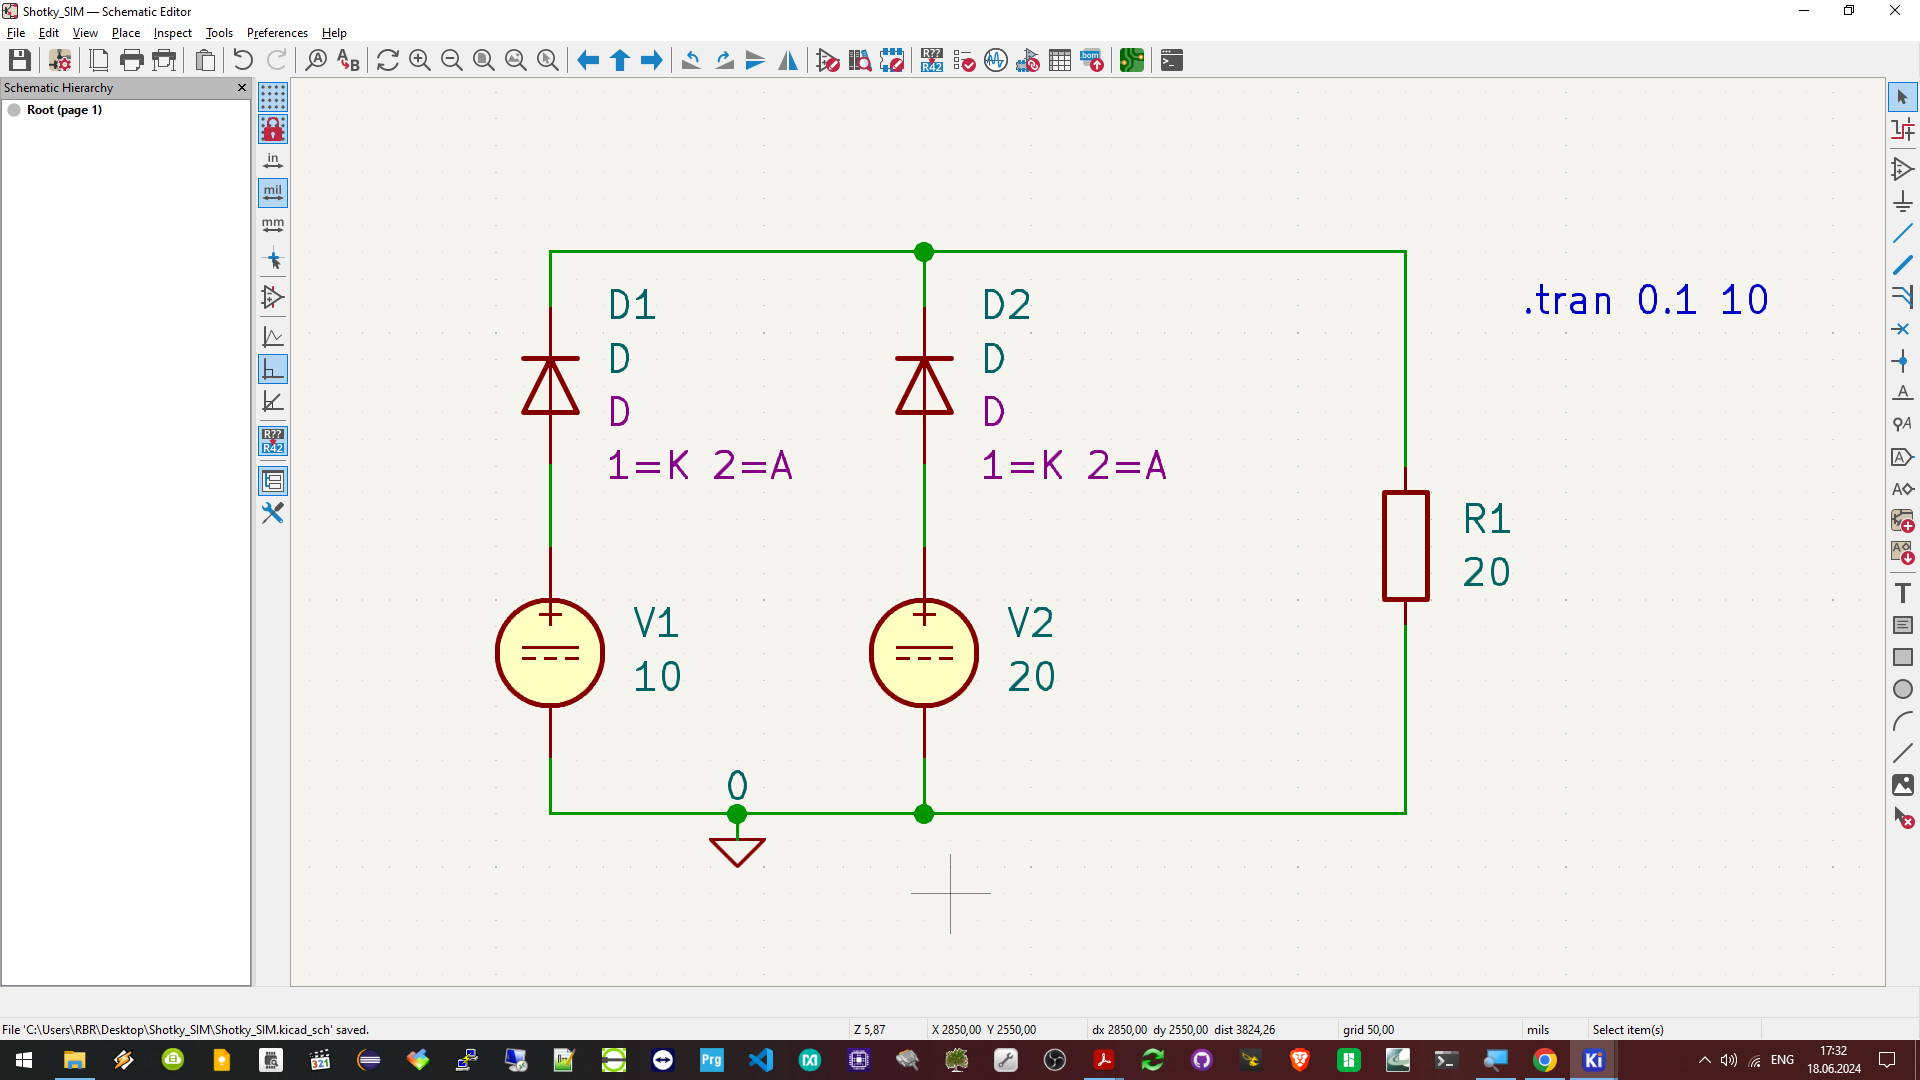 Shotky_SIM — Schematic Editor
File Edit View Place Inspect Tools Preferences Help
Schematic Hierarchy
Root (page 1)
in
mil
mm
R??
R42
D1
D
D
1=K 2=A
D2
D
D
1=K 2=A
.tran 0.1 10
R1
20
V1
10
V2
20
0
File 'C:\Users\RBR\Desktop\Shotky_SIM\Shotky_SIM.kicad_sch' saved.
Z 5,87
X 2850,00 Y 2550,00
dx 2850,00 dy 2550,00 dist 3824,26
grid 50,00
mils
Select item(s)
321
Prg
Ki
ENG
17:32
18.06.2024